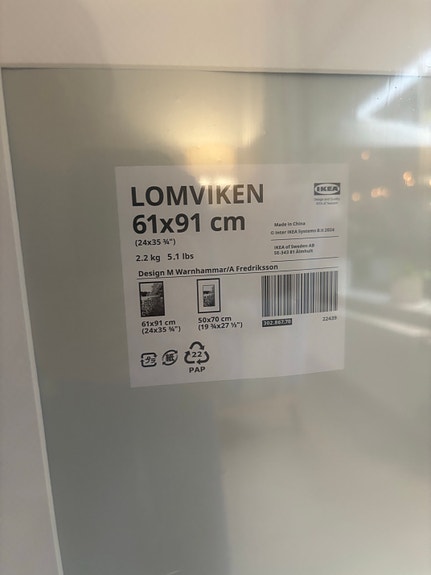 LOMVIKEN
61x91 cm
(24x35 ¾")
2.2 kg 5.1 lbs
IKEA
Made in China
© Inter IKEA Systems B.V. 2024
IKEA of Sweden AB
SE-343 81 Älmhult
Design M Warnhammar/A Fredriksson
61x91 cm
(24x35 ¾")
50x70 cm
(19 ¾x27 ½")
22439
22
PAP